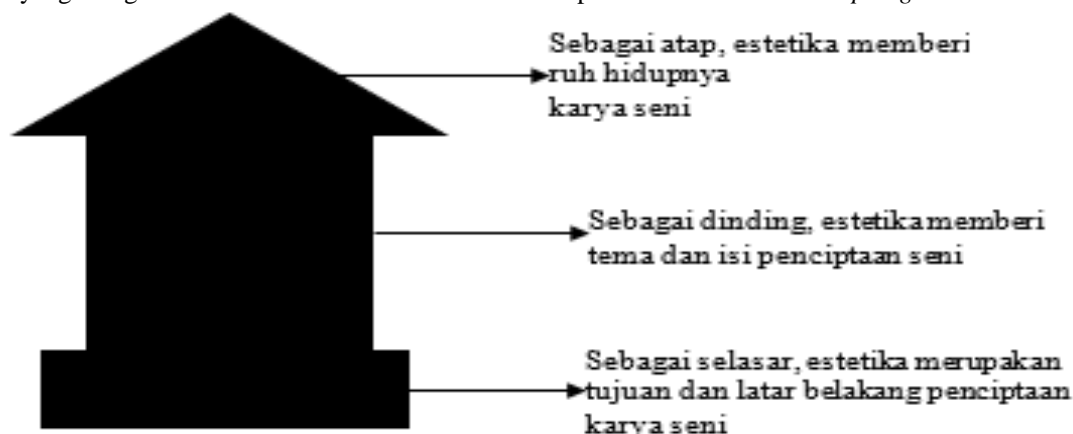 Sebagai atap, estetika memberi
ruh hidupnya
karya seni
Sebagai dinding, estetika memberi
tema dan isi penciptaan seni
Sebagai selasar, estetika merupakan
tujuan dan latar belakang penciptaan
karya seni